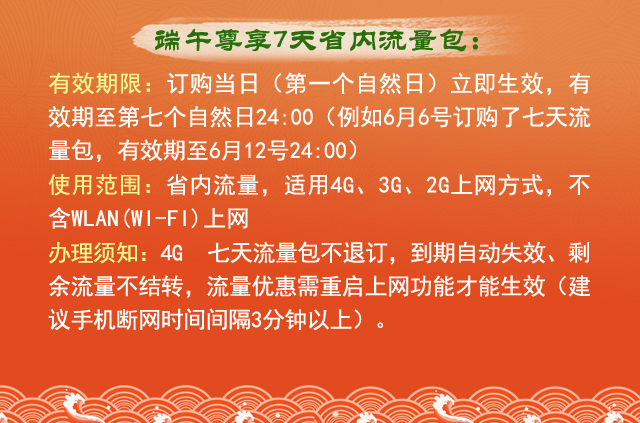 端午尊享7天省内流量包：
有效期限：订购当日（第一个自然日）立即生效，有
效期至第七个自然日24:00（例如6月6号订购了七天流
量包，有效期至6月12号24:00）
使用范围：省内流量，适用4G、3G、2G上网方式，不
含WLAN(WI-FI)上网
办理须知：4G 七天流量包不退订，到期自动失效、剩
余流量不结转，流量优惠需重启上网功能才能生效（建
议手机断网时间间隔3分钟以上）。